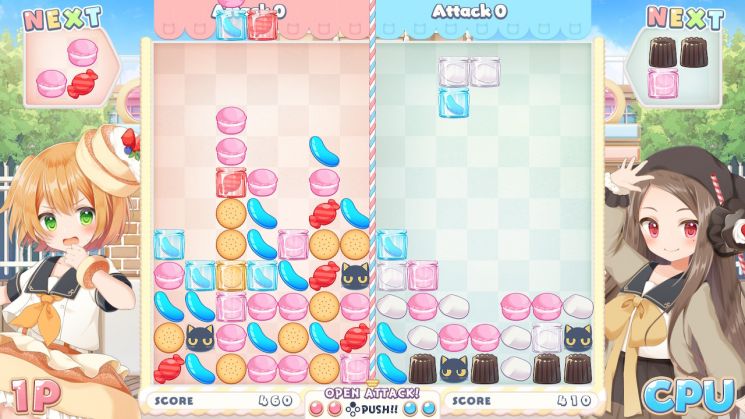 Attack 0
Attack 0
NEXT
NEXT
1P
CPU
SCORE 460
OPEN ATTACK!
PUSH!!
SCORE 410